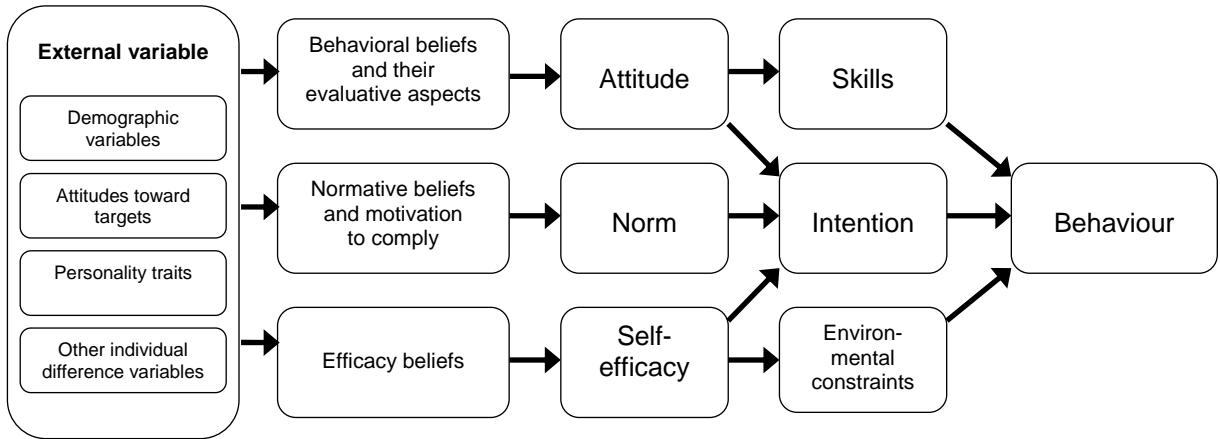 External variable
Demographic
variables
Attitudes toward
targets
Personality traits
Other individual
difference variables
Behavioral beliefs
and their
evaluative aspects
Normative beliefs
and motivation
to comply
Efficacy beliefs
Attitude
Norm
Self-
efficacy
Skills
Intention
Environ-
mental
constraints
Behaviour